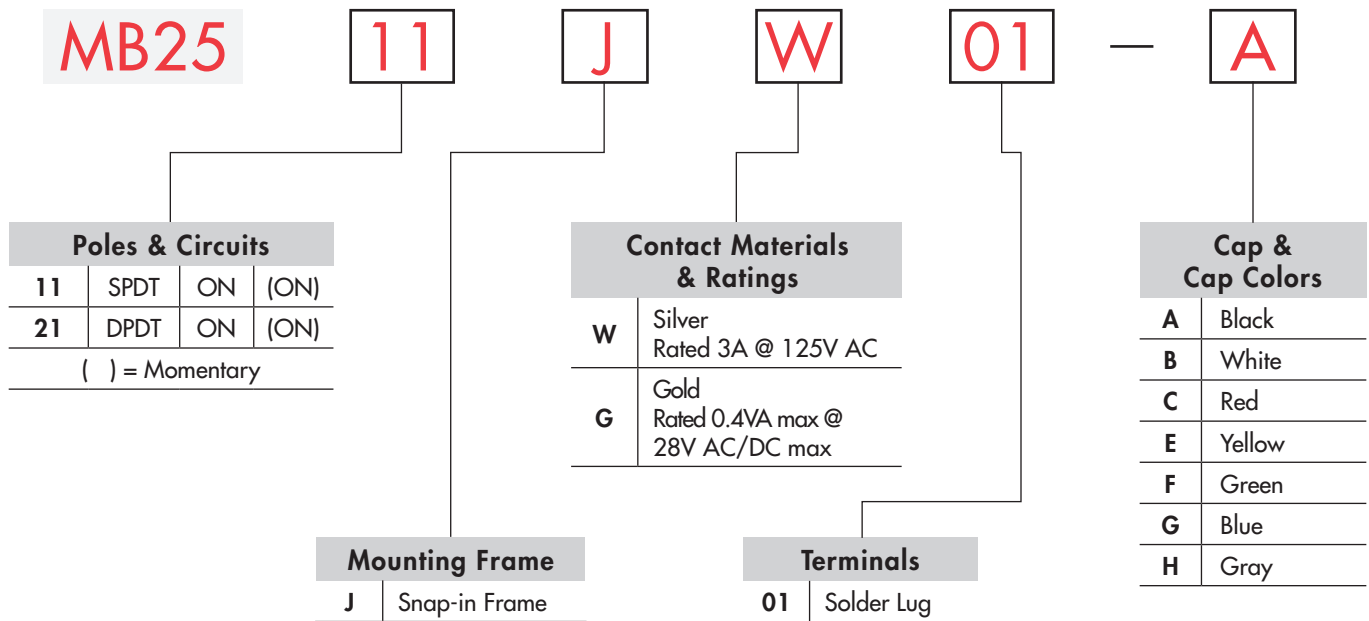 MB25 11 J W 01 — A
Poles & Circuits
11 SPDT ON (ON)
21 DPDT ON (ON)
( ) = Momentary
Contact Materials
& Ratings
W Silver
Rated 3A @ 125V AC
G Gold
Rated 0.4VA max @
28V AC/DC max
Cap &
Cap Colors
A Black
B White
C Red
E Yellow
F Green
G Blue
H Gray
Mounting Frame
J Snap-in Frame
Terminals
01 Solder Lug